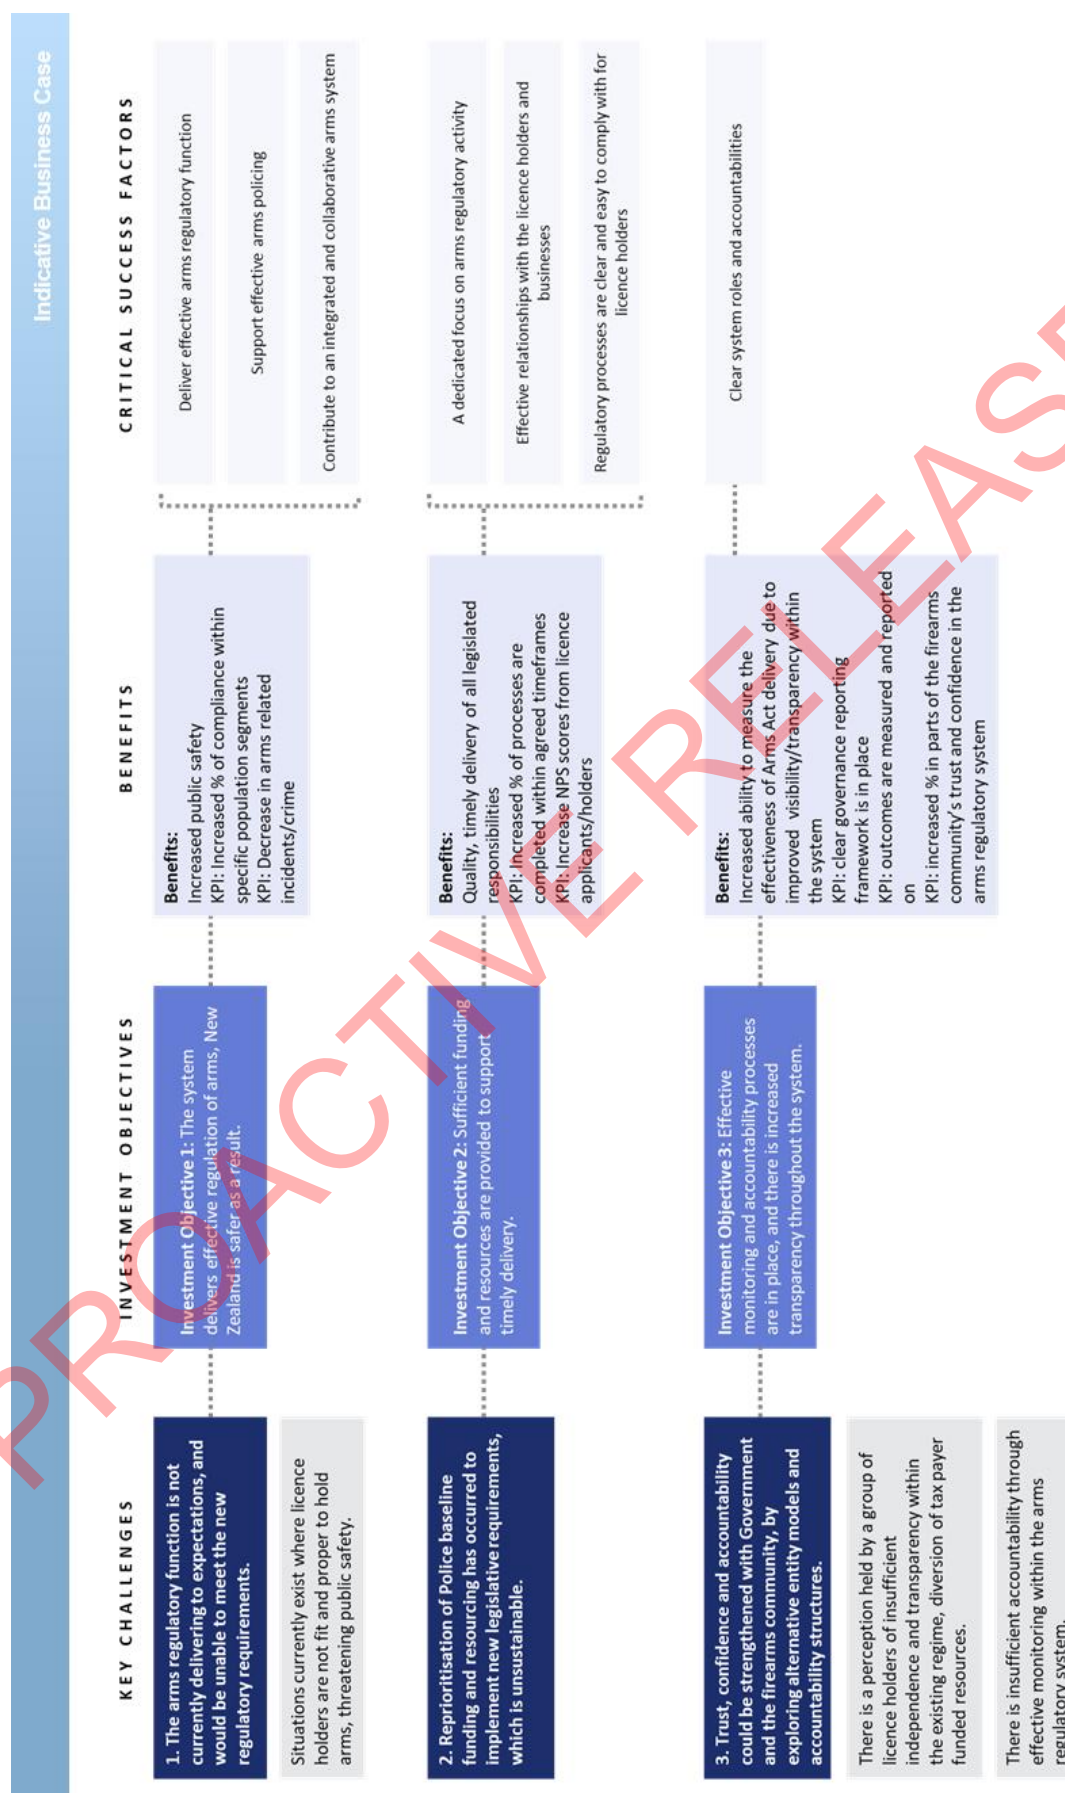 Indicative Business Case
KEY CHALLENGES
INVESTMENT OBJECTIVES
BENEFITS
CRITICAL SUCCESS FACTORS
1. The arms regulatory function is not
currently delivering to expectations, and
would be unable to meet the new
regulatory requirements.
Situations currently exist where licence
holders are not fit and proper to hold
arms, threatening public safety.
Investment Objective 1: The system
delivers effective regulation of arms, New
Zealand is safer as a result.
Benefits:
Increased public safety
KPI: Increased % of compliance within
specific population segments
KPI: Decrease in arms related
incidents/crime
Deliver effective arms regulatory function
Support effective arms policing
Contribute to an integrated and collaborative arms system
2. Reprioritisation of Police baseline
funding and resourcing has occurred to
implement new legislative requirements,
which is unsustainable.
Investment Objective 2: Sufficient funding
and resources are provided to support
timely delivery.
Benefits:
Quality, timely delivery of all legislated
responsibilities
KPI: Increased % of processes are
completed within agreed timeframes
KPI: Increase NPS scores from licence
applicants/holders
A dedicated focus on arms regulatory activity
Effective relationships with the licence holders and
businesses
Regulatory processes are clear and easy to comply with for
licence holders
3. Trust, confidence and accountability
could be strengthened with Government
and the firearms community, by
exploring alternative entity models and
accountability structures.
There is a perception held by a group of
licence holders of insufficient
independence and transparency within
the existing regime, diversion of tax payer
funded resources.
There is insufficient accountability through
effective monitoring within the arms
regulatory system.
Investment Objective 3: Effective
monitoring and accountability processes
are in place, and there is increased
transparency throughout the system.
Benefits:
Increased ability to measure the
effectiveness of Arms Act delivery due to
improved visibility/transparency within
the system
KPI: clear governance reporting
framework is in place
KPI: outcomes are measured and reported
on
KPI: increased % in parts of the firearms
community's trust and confidence in the
arms regulatory system
Clear system roles and accountabilities
PROACTIVE RELEASE